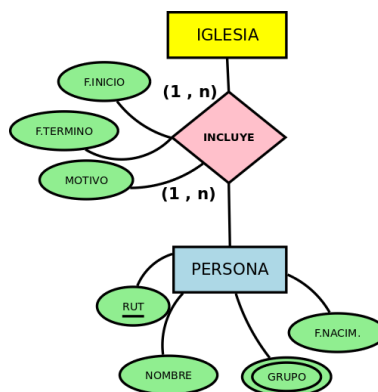 IGLESIA
F.INICIO
(1 , n)
F.TERMINO
INCLUYE
MOTIVO
(1 , n)
PERSONA
RUT
F.NACIM.
NOMBRE
GRUPO